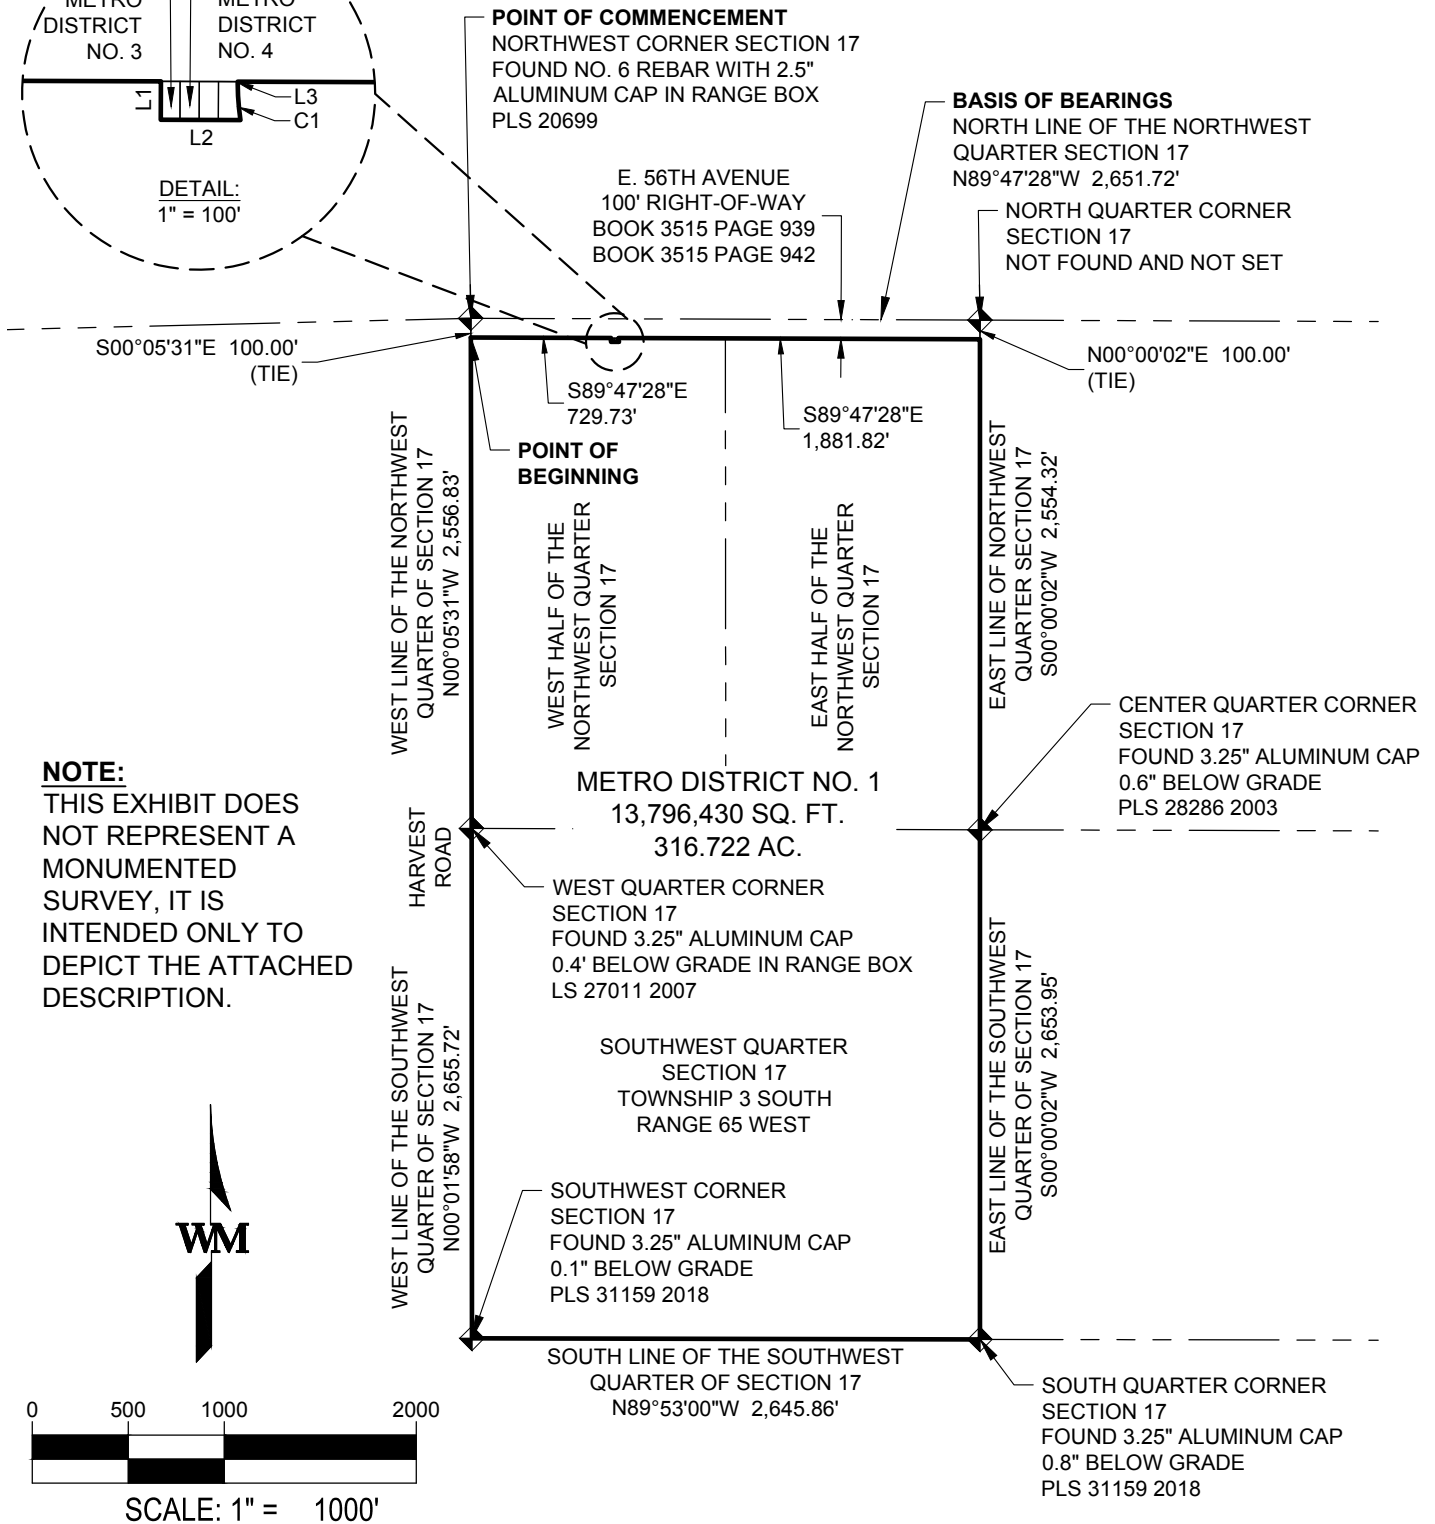 METRO
DISTRICT
NO. 3
METRO
DISTRICT
NO. 4
L1
L2
L3
C1
DETAIL:
1" = 100'
POINT OF COMMENCEMENT
NORTHWEST CORNER SECTION 17
FOUND NO. 6 REBAR WITH 2.5"
ALUMINUM CAP IN RANGE BOX
PLS 20699
BASIS OF BEARINGS
NORTH LINE OF THE NORTHWEST
QUARTER SECTION 17
N89°47'28"W 2,651.72'
E. 56TH AVENUE
100' RIGHT-OF-WAY
BOOK 3515 PAGE 939
BOOK 3515 PAGE 942
NORTH QUARTER CORNER
SECTION 17
NOT FOUND AND NOT SET
S00°05'31"E 100.00'
(TIE)
N00°00'02"E 100.00'
(TIE)
S89°47'28"E
729.73'
S89°47'28"E
1,881.82'
POINT OF
BEGINNING
WEST LINE OF THE NORTHWEST
QUARTER OF SECTION 17
N00°05'31"W 2,556.83'
WEST HALF OF THE
NORTHWEST QUARTER
SECTION 17
EAST HALF OF THE
NORTHWEST QUARTER
SECTION 17
EAST LINE OF NORTHWEST
QUARTER SECTION 17
S00°00'02"W 2,554.32'
CENTER QUARTER CORNER
SECTION 17
FOUND 3.25" ALUMINUM CAP
0.6" BELOW GRADE
PLS 28286 2003
NOTE:
THIS EXHIBIT DOES
NOT REPRESENT A
MONUMENTED
SURVEY, IT IS
INTENDED ONLY TO
DEPICT THE ATTACHED
DESCRIPTION.
METRO DISTRICT NO. 1
13,796,430 SQ. FT.
316.722 AC.
HARVEST
ROAD
WEST QUARTER CORNER
SECTION 17
FOUND 3.25" ALUMINUM CAP
0.4' BELOW GRADE IN RANGE BOX
LS 27011 2007
WEST LINE OF THE SOUTHWEST
QUARTER OF SECTION 17
N00°01'58"W 2,655.72'
SOUTHWEST QUARTER
SECTION 17
TOWNSHIP 3 SOUTH
RANGE 65 WEST
EAST LINE OF THE SOUTHWEST
QUARTER OF SECTION 17
S00°00'02"W 2,653.95'
SOUTHWEST CORNER
SECTION 17
FOUND 3.25" ALUMINUM CAP
0.1" BELOW GRADE
PLS 31159 2018
WM
SOUTH LINE OF THE SOUTHWEST
QUARTER OF SECTION 17
N89°53'00"W 2,645.86'
SOUTH QUARTER CORNER
SECTION 17
FOUND 3.25" ALUMINUM CAP
0.8" BELOW GRADE
PLS 31159 2018
0 500 1000 2000
SCALE: 1" = 1000'